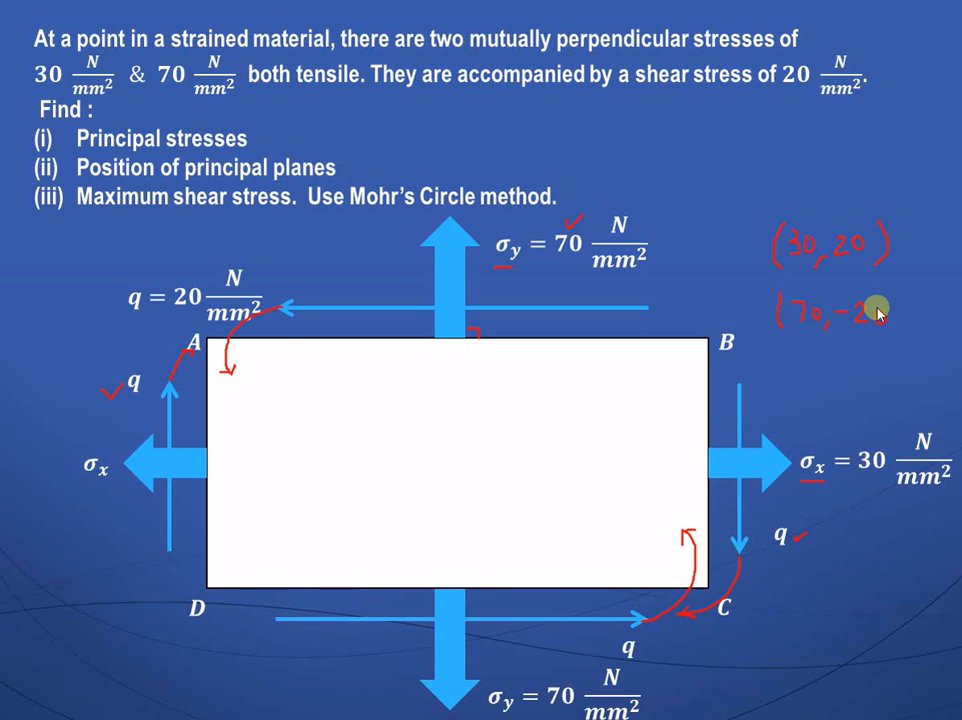 At a point in a strained material, there are two mutually perpendicular stresses of
30 N/mm² & 70 N/mm² both tensile. They are accompanied by a shear stress of 20 N/mm².
Find :
(i) Principal stresses
(ii) Position of principal planes
(iii) Maximum shear stress. Use Mohr's Circle method.
σy = 70 N/mm²
(30, 20)
q = 20 N/mm²
(70, -2
A
B
q
σx
σx = 30 N/mm²
q
D
C
q
σy = 70 N/mm²